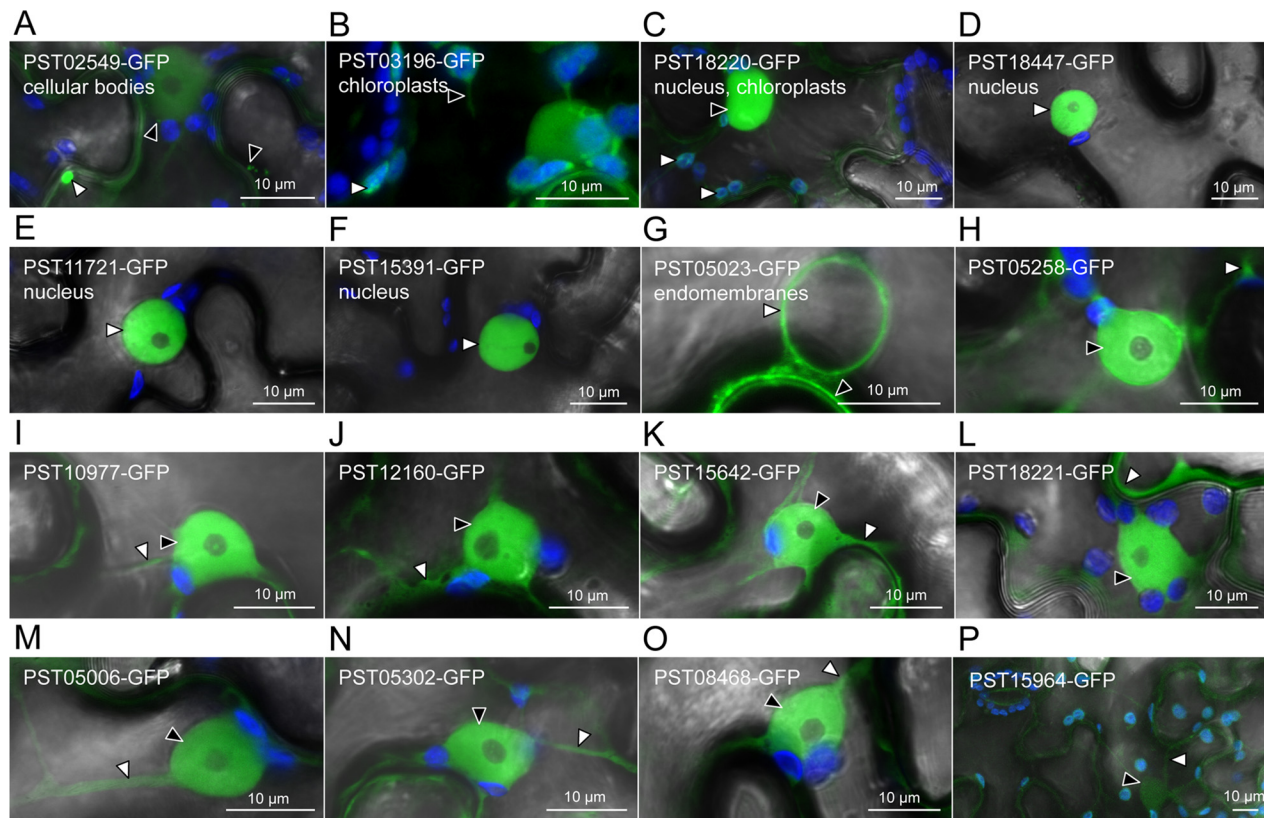 A
PST02549-GFP
cellular bodies
10 µm
B
PST03196-GFP
chloroplasts
10 µm
C
PST18220-GFP
nucleus, chloroplasts
10 µm
D
PST18447-GFP
nucleus
10 µm
E
PST11721-GFP
nucleus
10 µm
F
PST15391-GFP
nucleus
10 µm
G
PST05023-GFP
endomembranes
10 µm
H
PST05258-GFP
10 µm
I
PST10977-GFP
10 µm
J
PST12160-GFP
10 µm
K
PST15642-GFP
10 µm
L
PST18221-GFP
10 µm
M
PST05006-GFP
10 µm
N
PST05302-GFP
10 µm
O
PST08468-GFP
10 µm
P
PST15964-GFP
10 µm